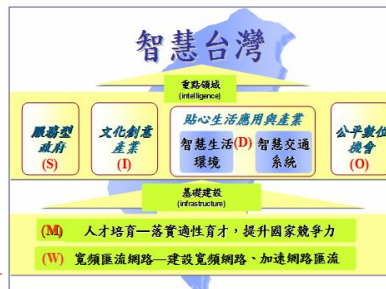 智慧台灣
重點領域
(intelligence)
服務型
政府
(S)
文化創意
產業
(I)
貼心生活應用與產業
智慧生活
環境
(D)
智慧交通
系統
公平數位
機會
(O)
基礎建設
(infrastructure)
(M) 人才培育—落實適性育才，提升國家競爭力
(W) 寬頻匯流網路—建設寬頻網路、加速網路匯流